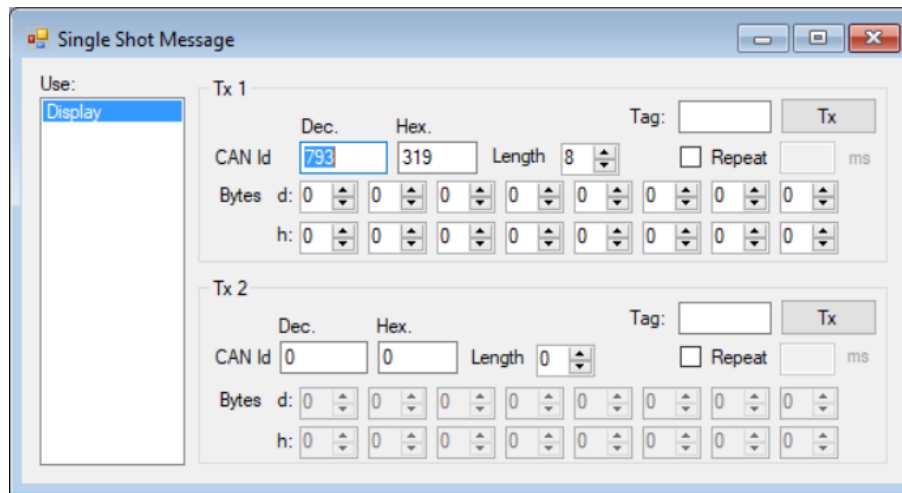 Single Shot Message
Use:
Display
Tx 1
Tag: Tx
Dec. Hex.
CAN Id 793 319 Length 8 Repeat ms
Bytes d: 0 0 0 0 0 0 0 0
h: 0 0 0 0 0 0 0 0
Tx 2
Tag: Tx
Dec. Hex.
CAN Id 0 0 Length 0 Repeat ms
Bytes d: 0 0 0 0 0 0 0 0
h: 0 0 0 0 0 0 0 0